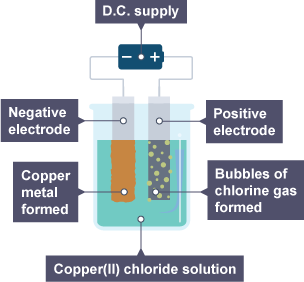 D.C. supply
− +
Negative
electrode
Positive
electrode
Copper
metal
formed
Bubbles of
chlorine gas
formed
Copper(II) chloride solution